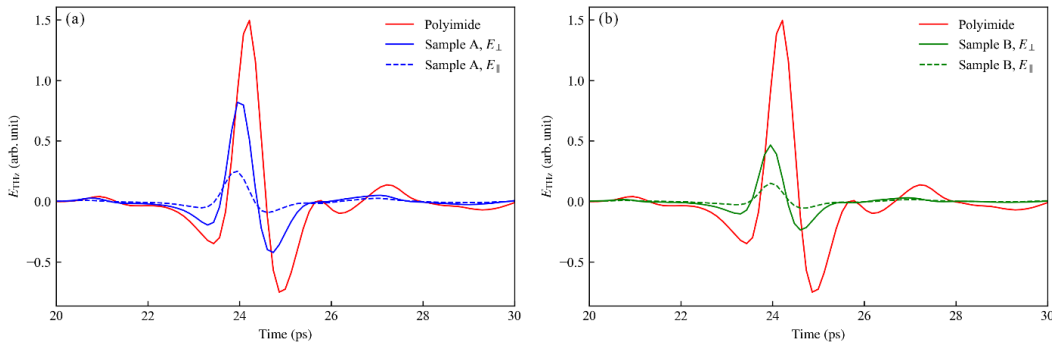 (a)
Polyimide
Sample A, E⊥
Sample A, E∥
1.5
1.0
0.5
0.0
−0.5
E_THz (arb. unit)
20 22 24 26 28 30
Time (ps)
(b)
Polyimide
Sample B, E⊥
Sample B, E∥
1.5
1.0
0.5
0.0
−0.5
E_THz (arb. unit)
20 22 24 26 28 30
Time (ps)